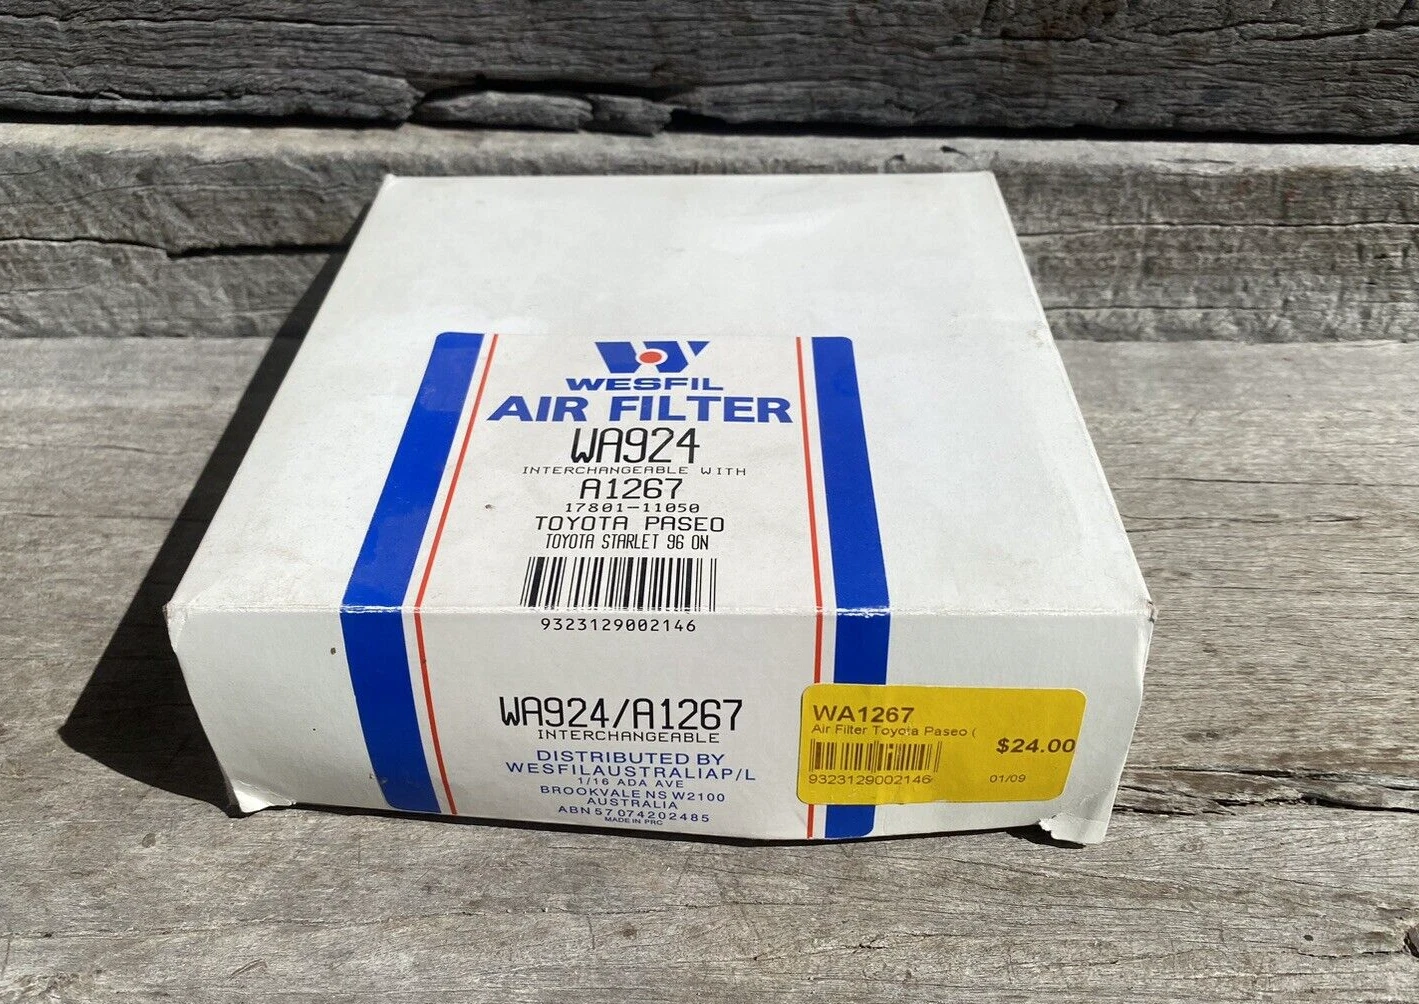 WESFIL
AIR FILTER
WA924
INTERCHANGEABLE WITH
A1267
17801-11050
TOYOTA PASEO
TOYOTA STARLET 96 ON
9323129002146
WA924/A1267
INTERCHANGEABLE
DISTRIBUTED BY
WESFILAUSTRALIAP/L
1/16 ADA AVE
BROOKVALE NSW2100
AUSTRALIA
ABN 57 074202485
MADE IN PRC
WA1267
Air Filter Toyota Paseo (
$24.00
9323129002146
01/09